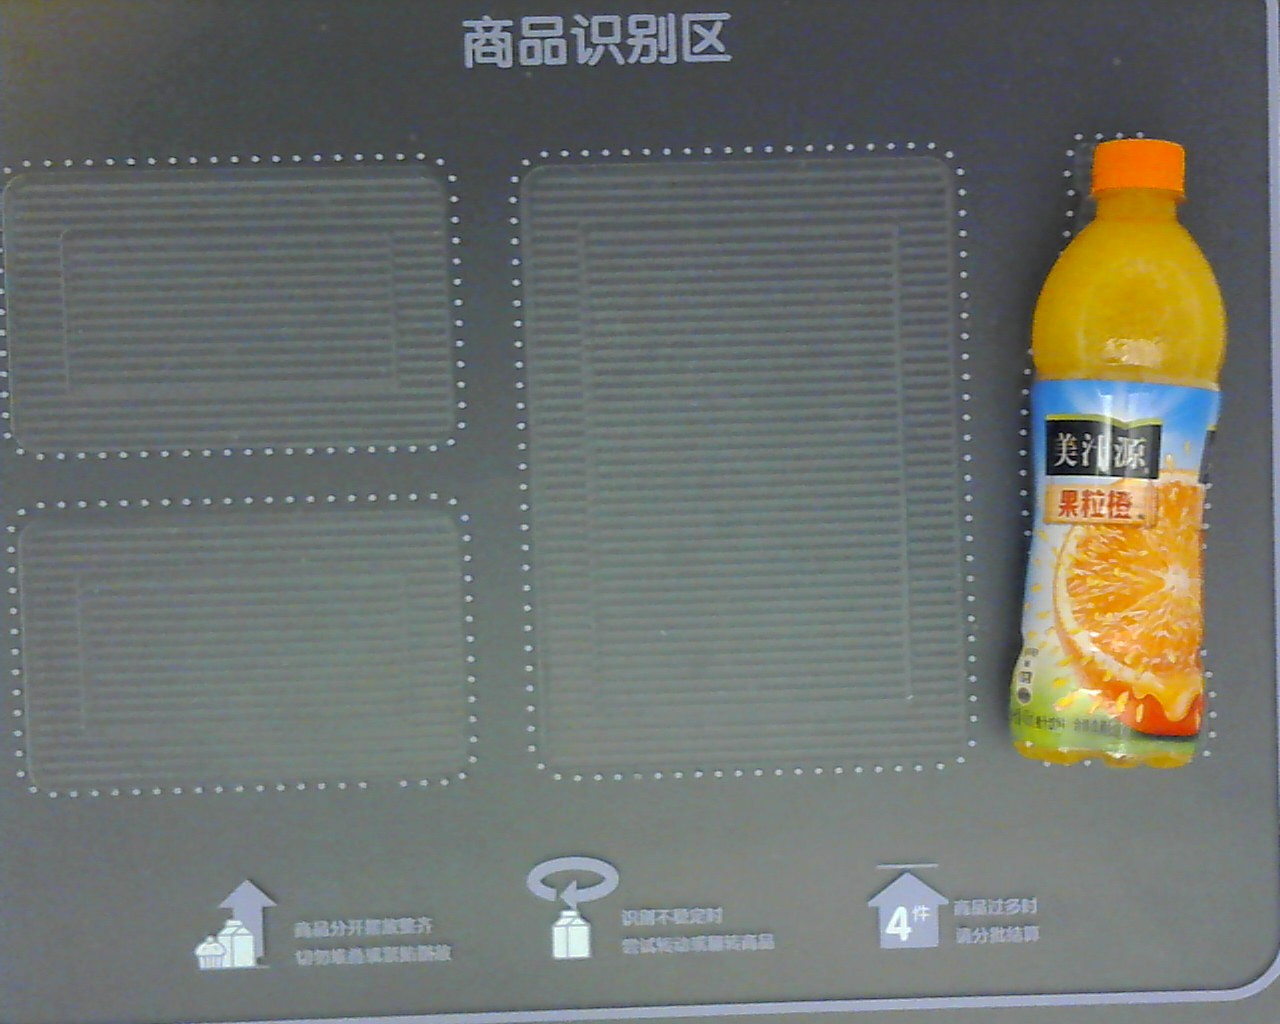 商品识别区
美汁源
果粒橙
商品分开摆放整齐
切勿堆叠或紧贴摆放
识别不稳定时
尝试转动或翻转商品
4件
商品过多时
请分批结算